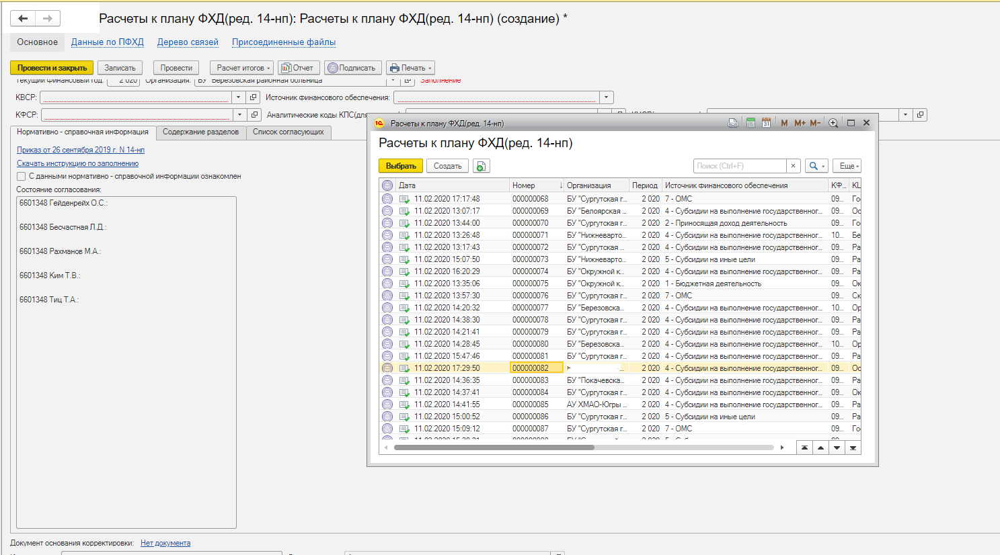 Расчеты к плану ФХД(ред. 14-нп): Расчеты к плану ФХД(ред. 14-нп) (создание) *
Основное Данные по ПФХД Дерево связей Присоединенные файлы
Провести и закрыть Записать Провести Расчет итогов Отчет Подписать Печать
Текущий финансовый год: 2 020 Организация: БУ "Березовская районная больница" Заполнение
КВСР: Источник финансового обеспечения:
КФСР: Аналитические коды КПС(для
Нормативно - справочная информация Содержание разделов Список согласующих
Приказ от 26 сентября 2019 г. N 14-нп
Скачать инструкцию по заполнению
С данными нормативно - справочной информации ознакомлен
Состояние согласования:
6601348 Гейденрейх О.С.:
6601348 Бесчастная Л.Д.:
6601348 Рахманов М.А.:
6601348 Ким Т.В.:
6601348 Тиц Т.А.:
Документ основания корректировки: Нет документа
Расчеты к плану ФХД(ред. 14-нп)
31 M M+ M-
Расчеты к плану ФХД(ред. 14-нп)
Выбрать Создать Поиск (Ctrl+F) × Еще
Дата Номер ↓ Организация Период Источник финансового обеспечения КФ... КЦ
11.02.2020 17:17:48 000000068 БУ "Сургутская г... 2 020 7 - ОМС 09... Го
11.02.2020 13:07:17 000000069 БУ "Белоярская ... 2 020 4 - Субсидии на выполнение государственног... 09... Ос
11.02.2020 13:44:00 000000070 БУ "Сургутская г... 2 020 2 - Приносящая доход деятельность 09... Го
11.02.2020 13:26:48 000000071 БУ "Нижневарто... 2 020 4 - Субсидии на выполнение государственног... 10... Бе
11.02.2020 13:17:43 000000072 БУ "Сургутская ... 2 020 4 - Субсидии на выполнение государственног... 09... Ра
11.02.2020 15:07:50 000000073 БУ "Нижневарто... 2 020 5 - Субсидии на иные цели 09... Ра
11.02.2020 16:20:29 000000074 БУ "Окружной к... 2 020 4 - Субсидии на выполнение государственног... 09... Ра
11.02.2020 13:35:06 000000075 БУ "Окружной к... 2 020 1 - Бюджетная деятельность 09... Ок
11.02.2020 13:57:30 000000076 БУ "Сургутская г... 2 020 7 - ОМС 09... Ск
11.02.2020 14:20:32 000000077 БУ "Березовска... 2 020 4 - Субсидии на выполнение государственног... 10... Ор
11.02.2020 14:38:30 000000078 БУ "Сургутская г... 2 020 4 - Субсидии на выполнение государственног... 09... Ра
11.02.2020 14:21:41 000000079 БУ "Сургутская г... 2 020 4 - Субсидии на выполнение государственног... 09... Ра
11.02.2020 14:28:45 000000080 БУ "Березовска... 2 020 4 - Субсидии на выполнение государственног... 10... Ор
11.02.2020 15:47:46 000000081 БУ "Сургутская г... 2 020 4 - Субсидии на выполнение государственног... 09... Ра
11.02.2020 17:29:50 000000082 ... 2 020 4 - Субсидии на выполнение государственног... 09... Ос
11.02.2020 14:36:35 000000083 БУ "Покачевска... 2 020 4 - Субсидии на выполнение государственног... 09... Ра
11.02.2020 14:37:41 000000084 БУ "Сургутская г... 2 020 4 - Субсидии на выполнение государственног... 09... Ок
11.02.2020 14:41:55 000000085 АУ ХМАО-Югры ... 2 020 4 - Субсидии на выполнение государственног... 09... Ра
11.02.2020 15:00:52 000000086 БУ "Сургутская г... 2 020 5 - Субсидии на иные цели 09... Ра
11.02.2020 15:09:12 000000087 БУ "Сургутская г... 2 020 7 - ОМС 09... Го